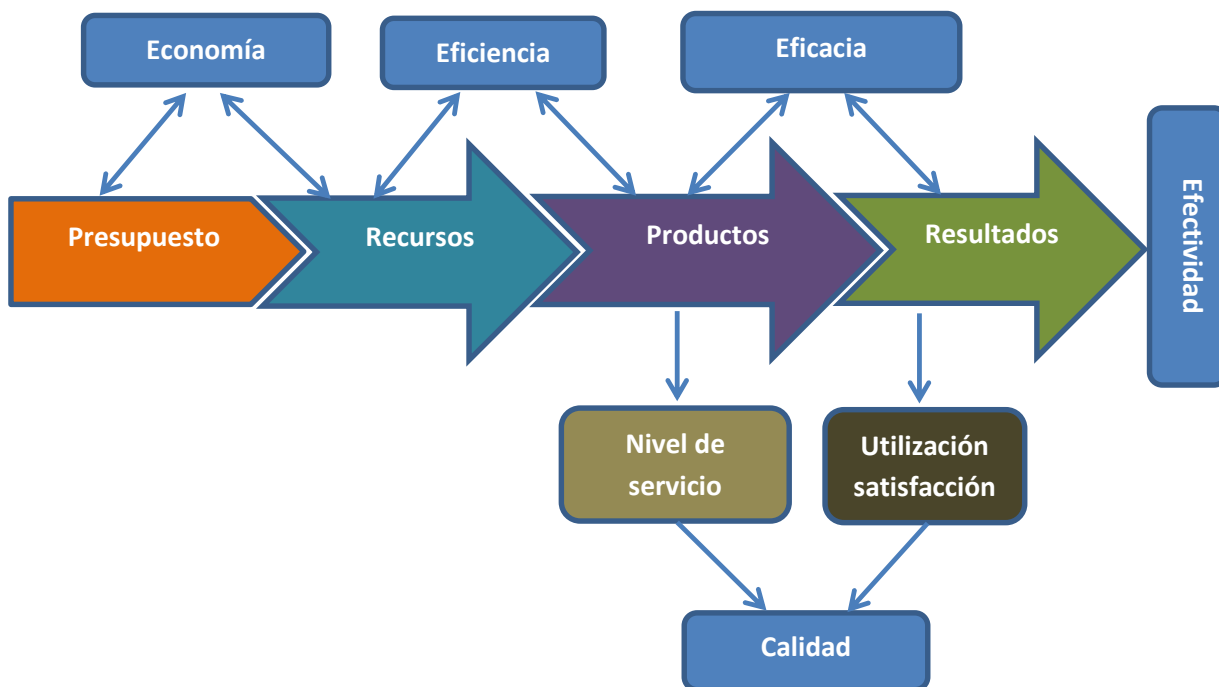 Economía
Eficiencia
Eficacia
Presupuesto
Recursos
Productos
Resultados
Efectividad
Nivel de
servicio
Utilización
satisfacción
Calidad